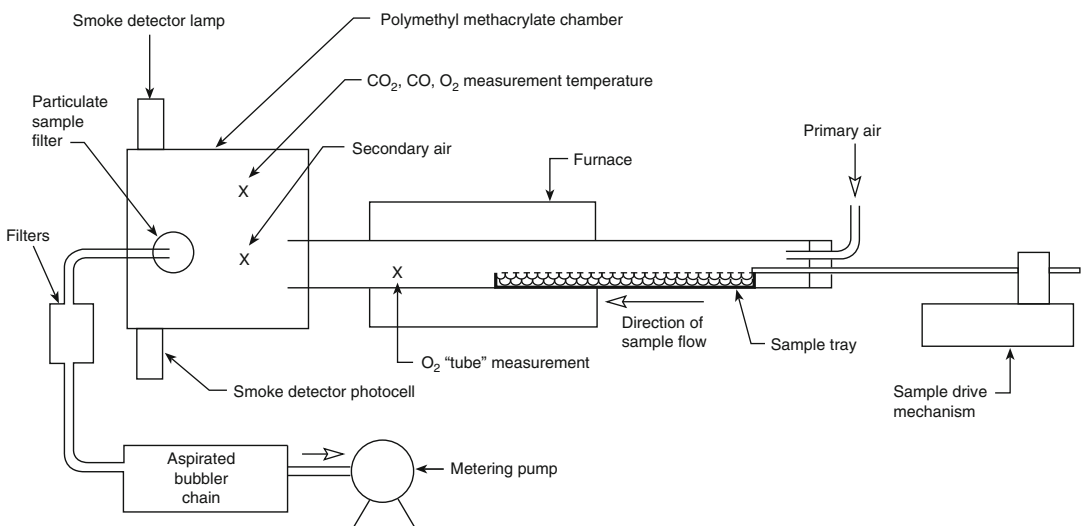 Smoke detector lamp
Polymethyl methacrylate chamber
CO₂, CO, O₂ measurement temperature
Particulate
sample
filter
Secondary air
Primary air
Furnace
Filters
X
X
X
Direction of
sample flow
Sample tray
O₂ “tube” measurement
Smoke detector photocell
Sample drive
mechanism
Aspirated
bubbler
chain
Metering pump